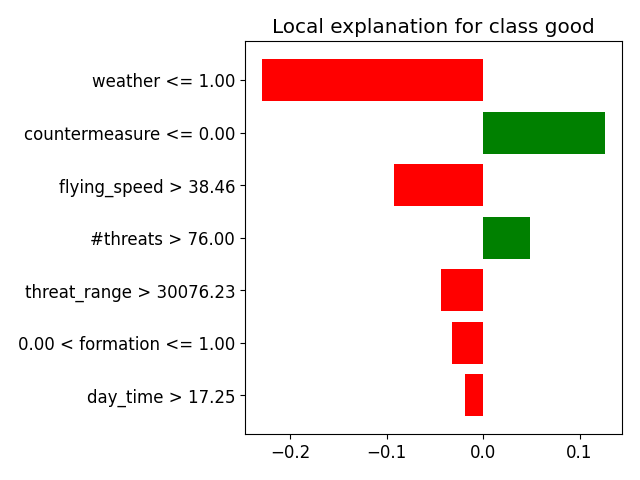 Local explanation for class good
weather <= 1.00
countermeasure <= 0.00
flying_speed > 38.46
#threats > 76.00
threat_range > 30076.23
0.00 < formation <= 1.00
day_time > 17.25
−0.2 −0.1 0.0 0.1